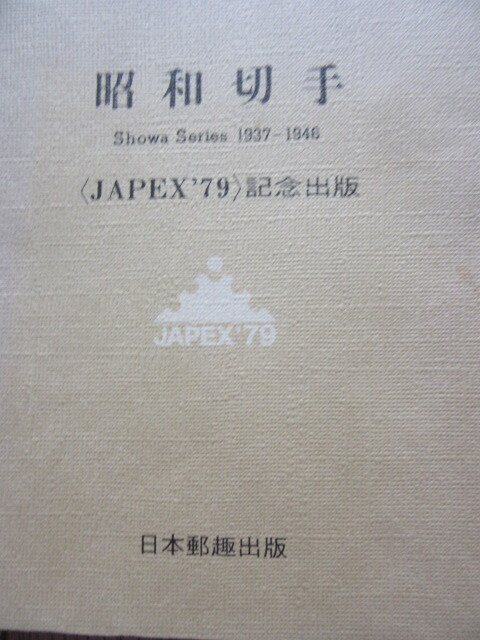 昭和切手
Showa Series 1937-1946
〈JAPEX'79〉記念出版
JAPEX'79
日本郵趣出版